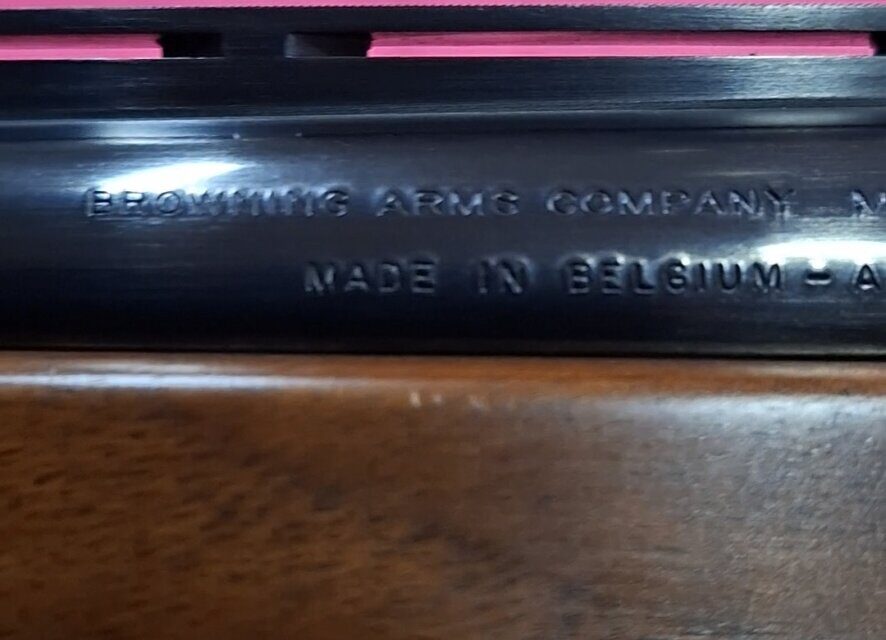 BROWNING ARMS COMPANY M
MADE IN BELGIUM - A